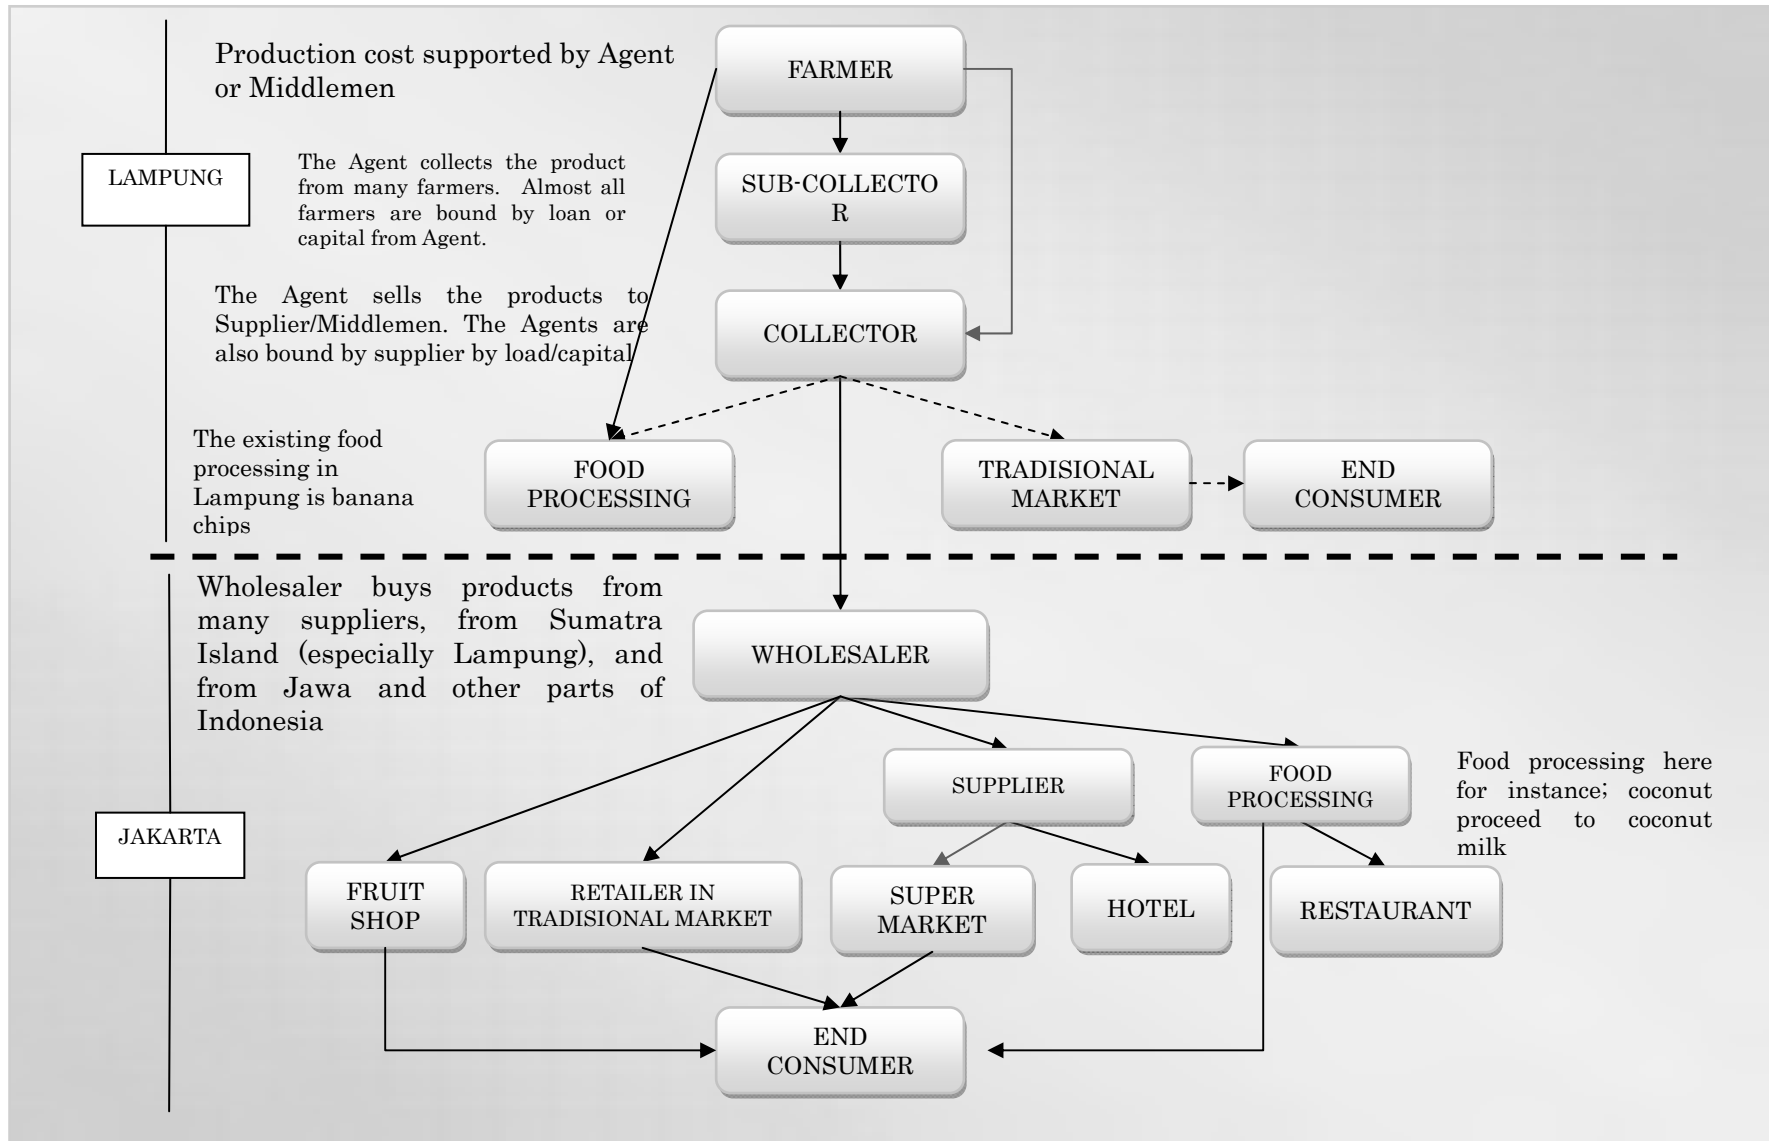 Production cost supported by Agent
or Middlemen
FARMER
LAMPUNG
The Agent collects the product
from many farmers. Almost all
farmers are bound by loan or
capital from Agent.
SUB-COLLECTO
R
The Agent sells the products to
Supplier/Middlemen. The Agents are
also bound by supplier by load/capital
COLLECTOR
The existing food
processing in
Lampung is banana
chips
FOOD
PROCESSING
TRADISIONAL
MARKET
END
CONSUMER
Wholesaler buys products from
many suppliers, from Sumatra
Island (especially Lampung), and
from Jawa and other parts of
Indonesia
WHOLESALER
SUPPLIER
FOOD
PROCESSING
Food processing here
for instance; coconut
proceed to coconut
milk
JAKARTA
FRUIT
SHOP
RETAILER IN
TRADISIONAL MARKET
SUPER
MARKET
HOTEL
RESTAURANT
END
CONSUMER